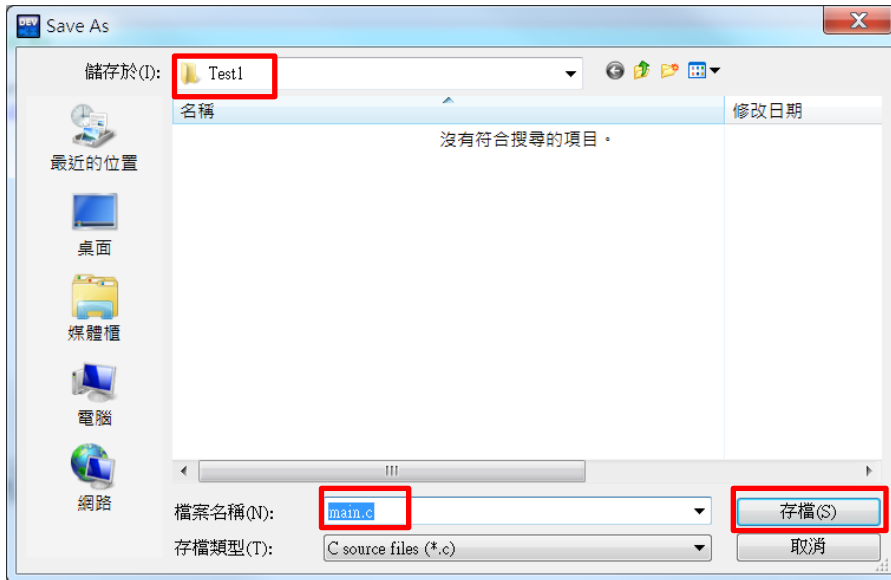 DEV
Save As
儲存於(I):
Test1
名稱
修改日期
沒有符合搜尋的項目。
最近的位置
桌面
媒體櫃
電腦
網路
檔案名稱(N):
main.c
存檔(S)
存檔類型(T):
C source files (*.c)
取消